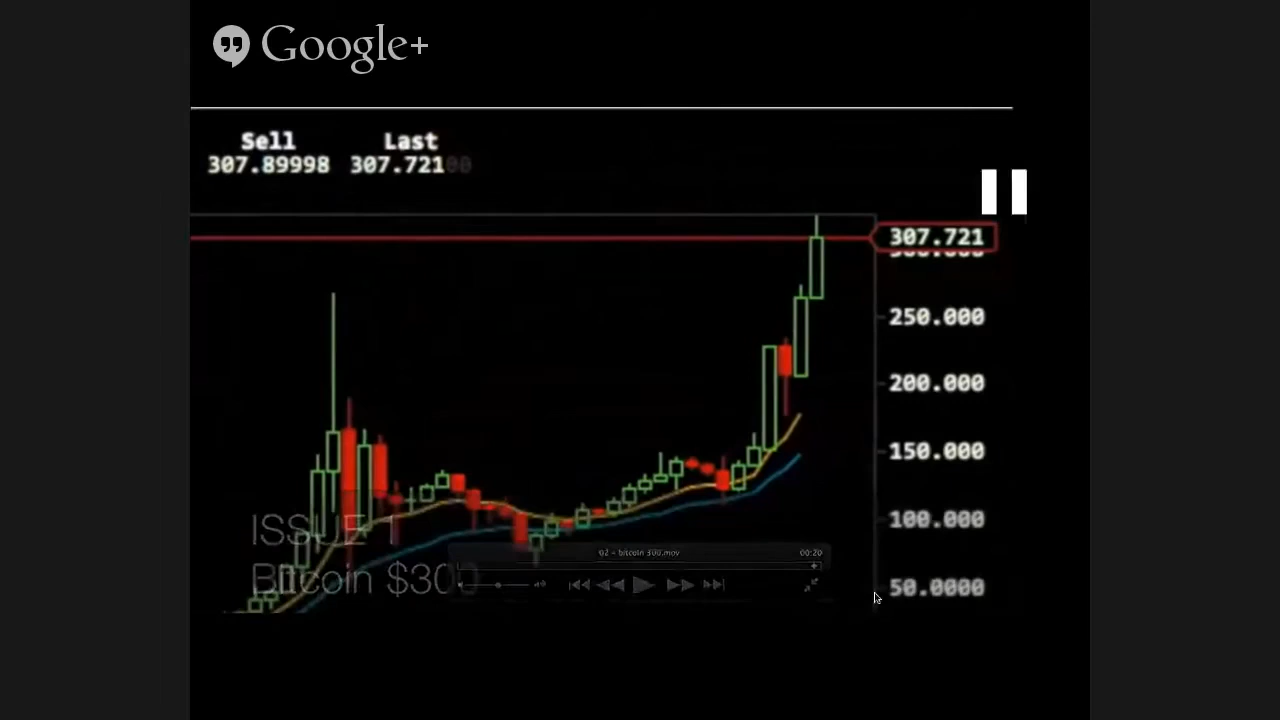 Google+
Sell Last
307.89998 307.72100
307.721
250.000
200.000
150.000
100.000
50.0000
ISSUE 1
Bitcoin $300
02 - bitcoin 300.mov 00:20